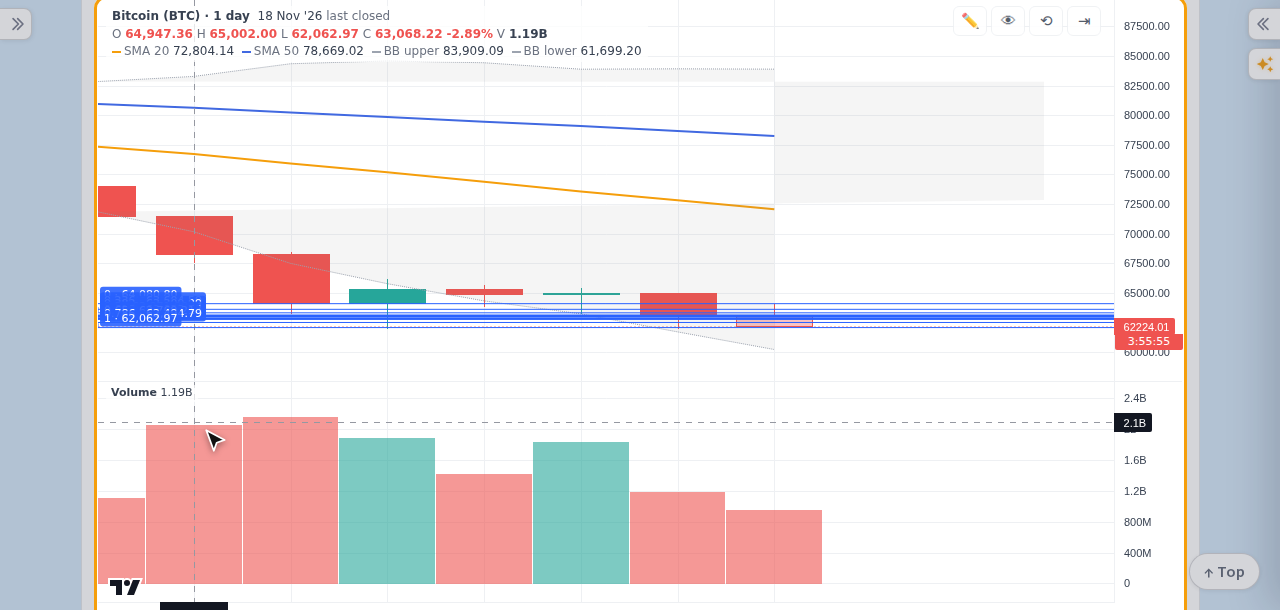 Bitcoin (BTC) · 1 day 18 Nov '26 last closed
O 64,947.36 H 65,002.00 L 62,062.97 C 63,068.22 -2.89% V 1.19B
SMA 20 72,804.14 SMA 50 78,669.02 BB upper 83,909.09 BB lower 61,699.20
87500.00
85000.00
82500.00
80000.00
77500.00
75000.00
72500.00
70000.00
67500.00
65000.00
1 · 62,062.97
62224.01
3:55:55
60000.00
Volume 1.19B
2.4B
2.1B
1.6B
1.2B
800M
400M
0
↑ Top